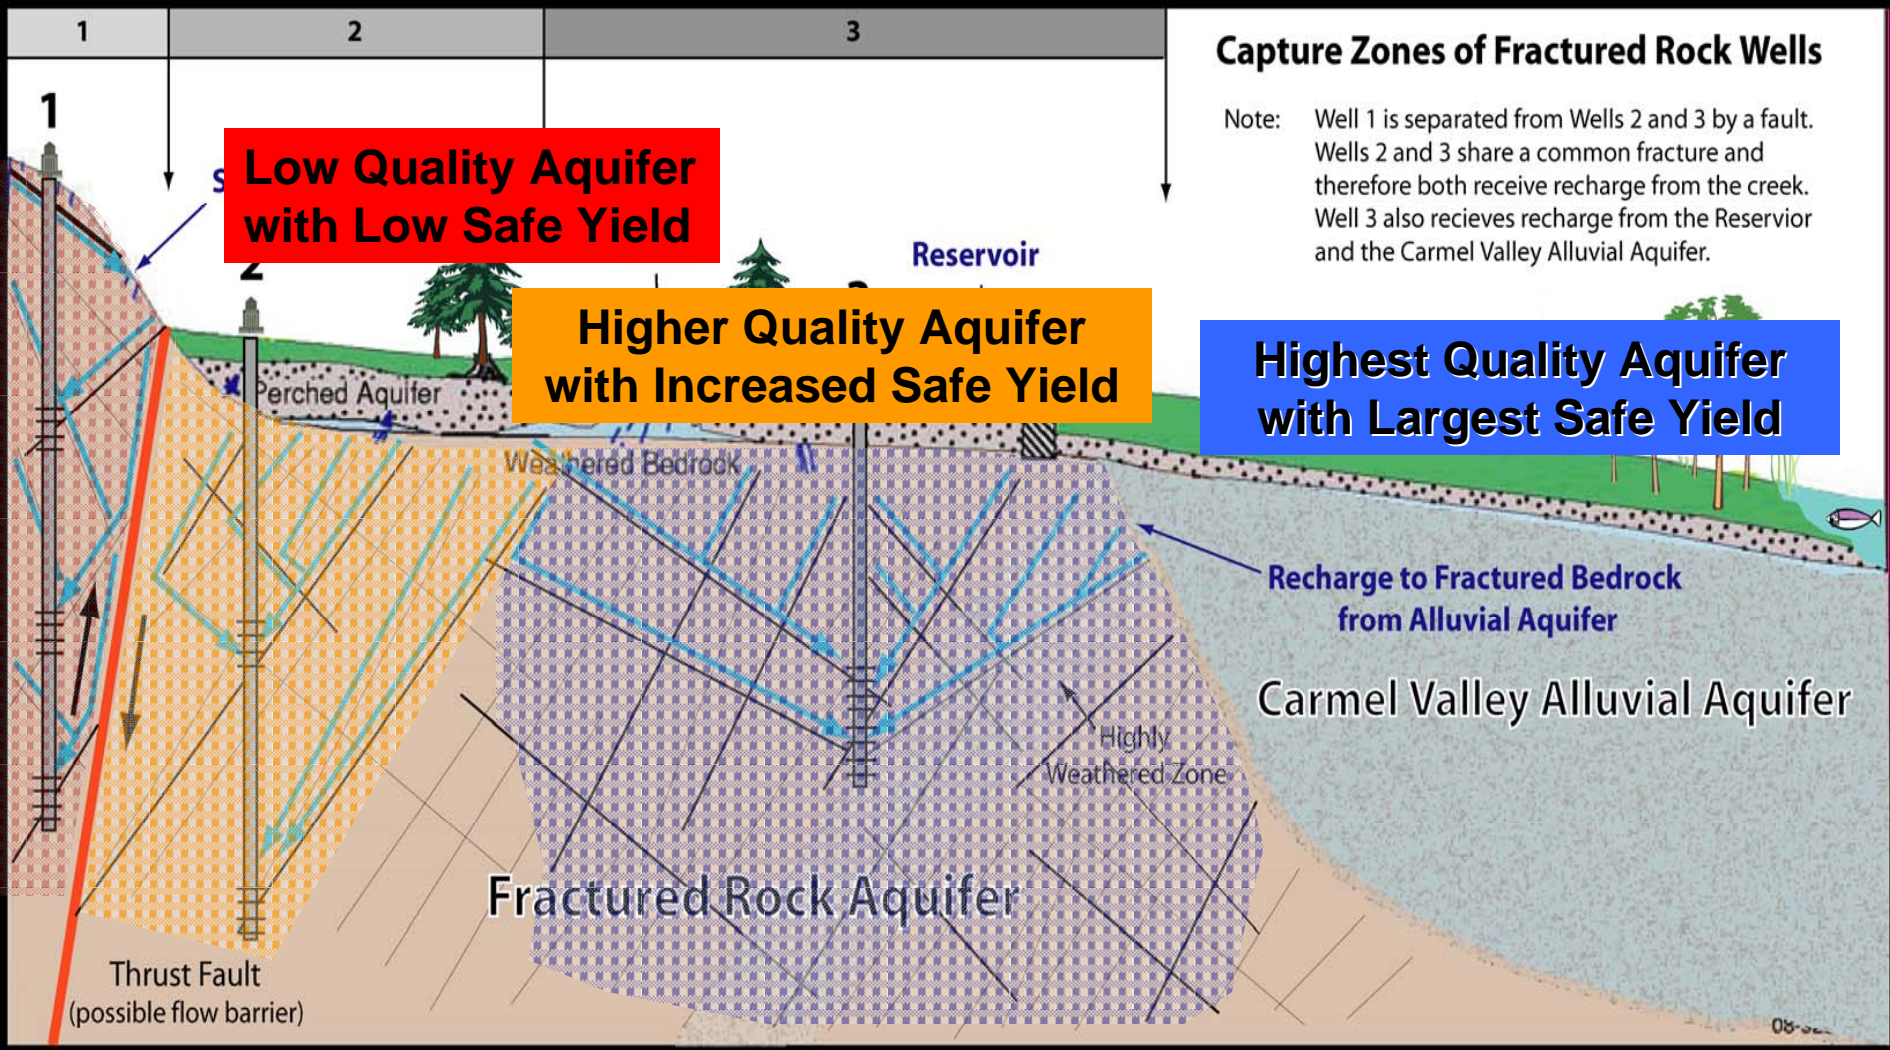 1
2
3
Capture Zones of Fractured Rock Wells
Note: Well 1 is separated from Wells 2 and 3 by a fault.
Wells 2 and 3 share a common fracture and
therefore both receive recharge from the creek.
Well 3 also recieves recharge from the Reservior
and the Carmel Valley Alluvial Aquifer.
1
Low Quality Aquifer
with Low Safe Yield
2
Reservoir
Higher Quality Aquifer
with Increased Safe Yield
Highest Quality Aquifer
with Largest Safe Yield
Perched Aquifer
Weathered Bedrock
Recharge to Fractured Bedrock
from Alluvial Aquifer
Carmel Valley Alluvial Aquifer
Highly
Weathered Zone
Fractured Rock Aquifer
Thrust Fault
(possible flow barrier)